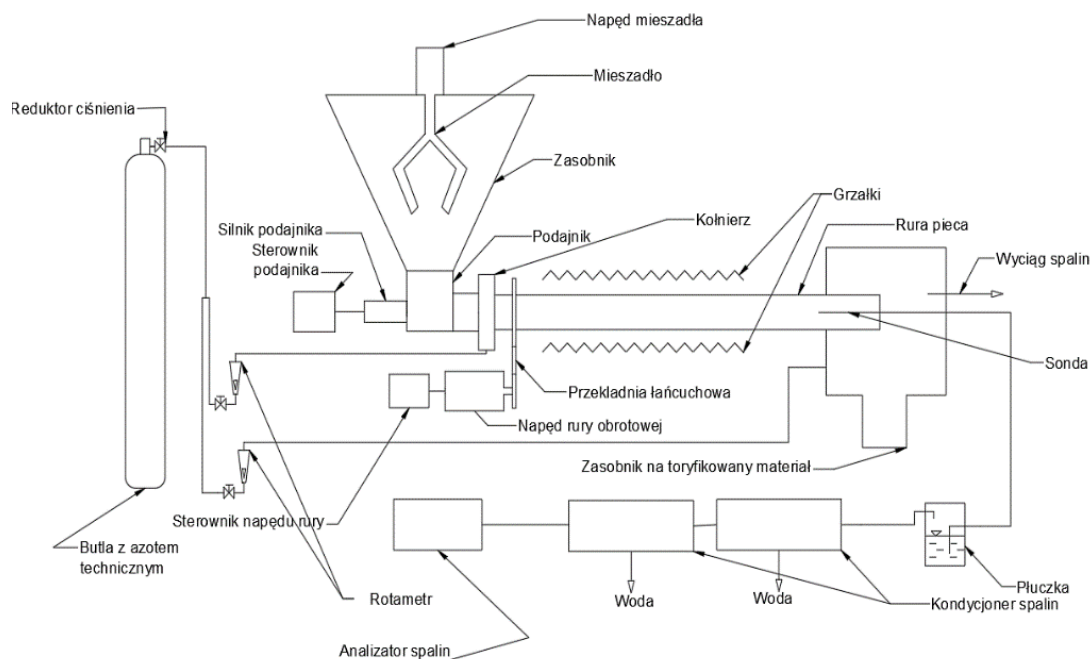 Napęd mieszadła
Mieszadło
Reduktor ciśnienia
Zasobnik
Grzałki
Kołnierz
Silnik podajnika
Podajnik
Rura pieca
Sterownik
podajnika
Wyciąg spalin
Sonda
Przekładnia łańcuchowa
Napęd rury obrotowej
Zasobnik na toryfikowany materiał
Sterownik napędu rury
Butla z azotem
technicznym
Płuczka
Rotametr
Woda
Woda
Kondycjoner spalin
Analizator spalin